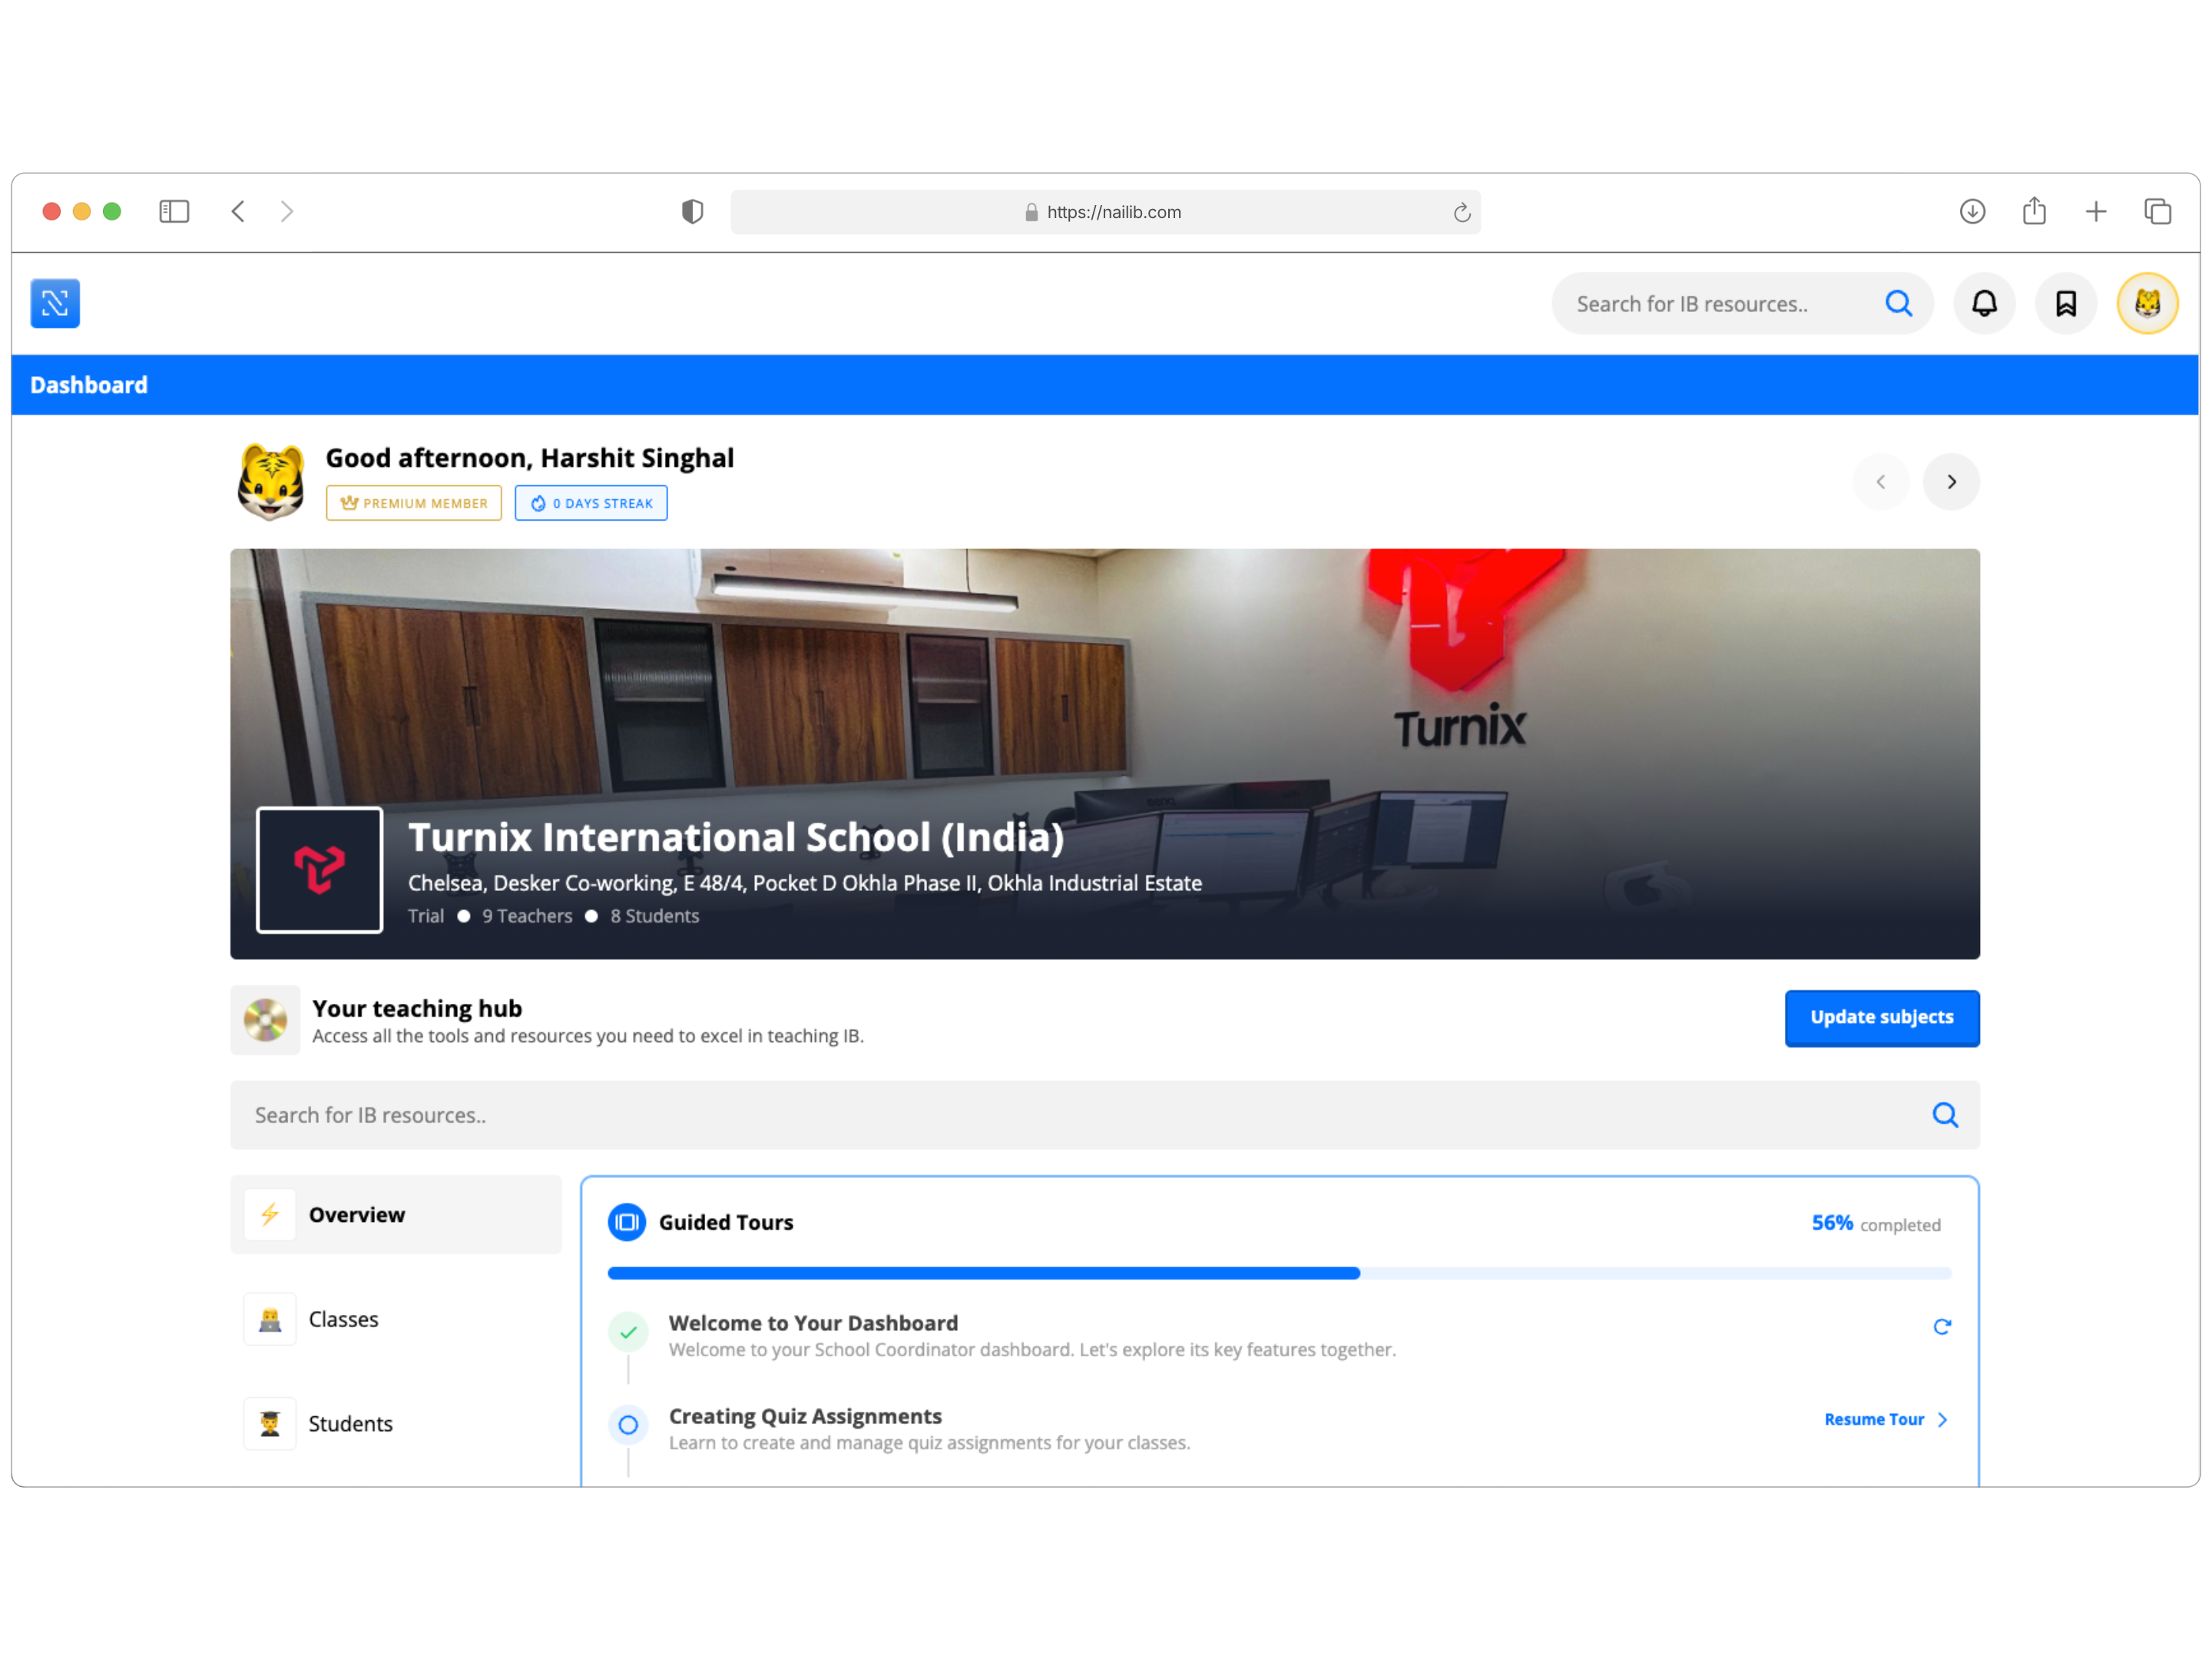 https://nailib.com
Search for IB resources..
Dashboard
Good afternoon, Harshit Singhal
PREMIUM MEMBER
0 DAYS STREAK
Turnix
Turnix International School (India)
Chelsea, Desker Co-working, E 48/4, Pocket D Okhla Phase II, Okhla Industrial Estate
Trial 9 Teachers 8 Students
Your teaching hub
Access all the tools and resources you need to excel in teaching IB.
Update subjects
Search for IB resources..
Overview
Classes
Students
Guided Tours
56% completed
Welcome to Your Dashboard
Welcome to your School Coordinator dashboard. Let's explore its key features together.
Creating Quiz Assignments
Learn to create and manage quiz assignments for your classes.
Resume Tour